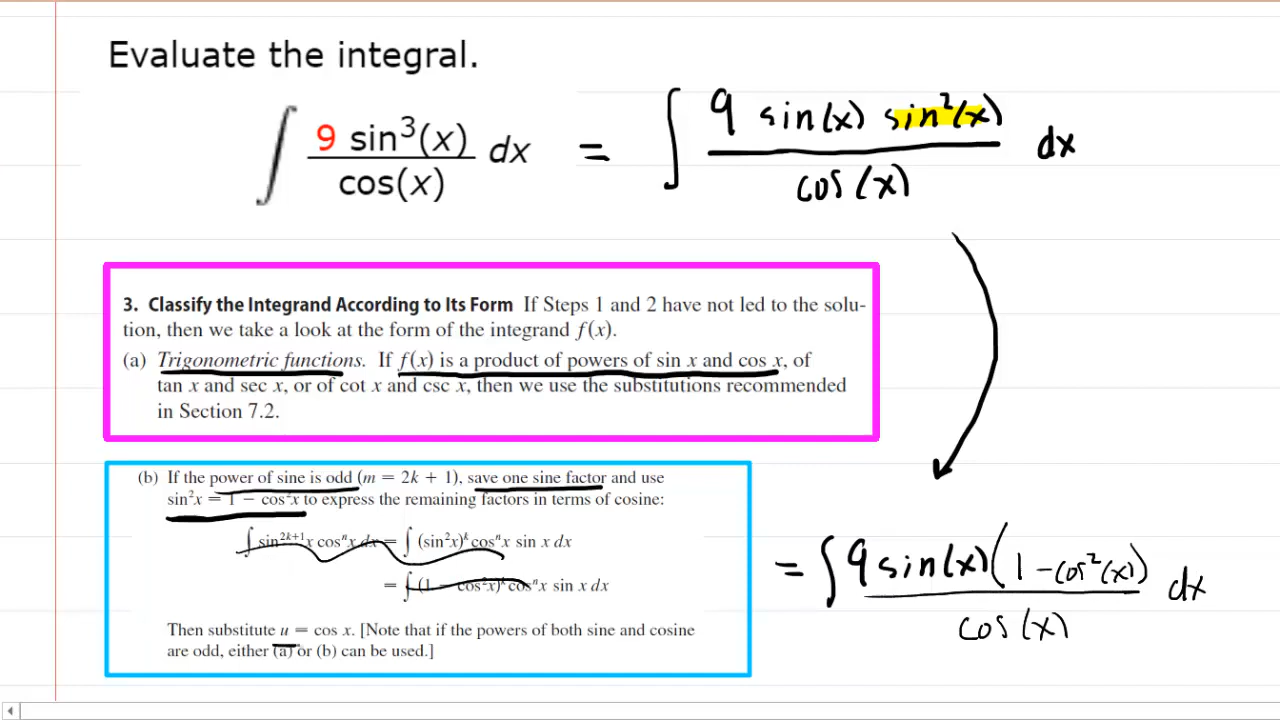 Evaluate the integral.
∫ 9 sin³(x) / cos(x) dx = ∫ 9 sin(x) sin²(x) / cos(x) dx
3. Classify the Integrand According to Its Form If Steps 1 and 2 have not led to the solu-
tion, then we take a look at the form of the integrand f(x).
(a) Trigonometric functions. If f(x) is a product of powers of sin x and cos x, of
tan x and sec x, or of cot x and csc x, then we use the substitutions recommended
in Section 7.2.
(b) If the power of sine is odd (m = 2k + 1), save one sine factor and use
sin²x = 1 − cos²x to express the remaining factors in terms of cosine:
∫ sin²ᵏ⁺¹x cosⁿx dx = ∫ (sin²x)ᵏ cosⁿx sin x dx
= ∫ (1 − cos²x)ᵏ cosⁿx sin x dx
Then substitute u = cos x. [Note that if the powers of both sine and cosine
are odd, either (a) or (b) can be used.]
= ∫ 9 sin(x) (1 − cos²(x)) / cos(x) dx